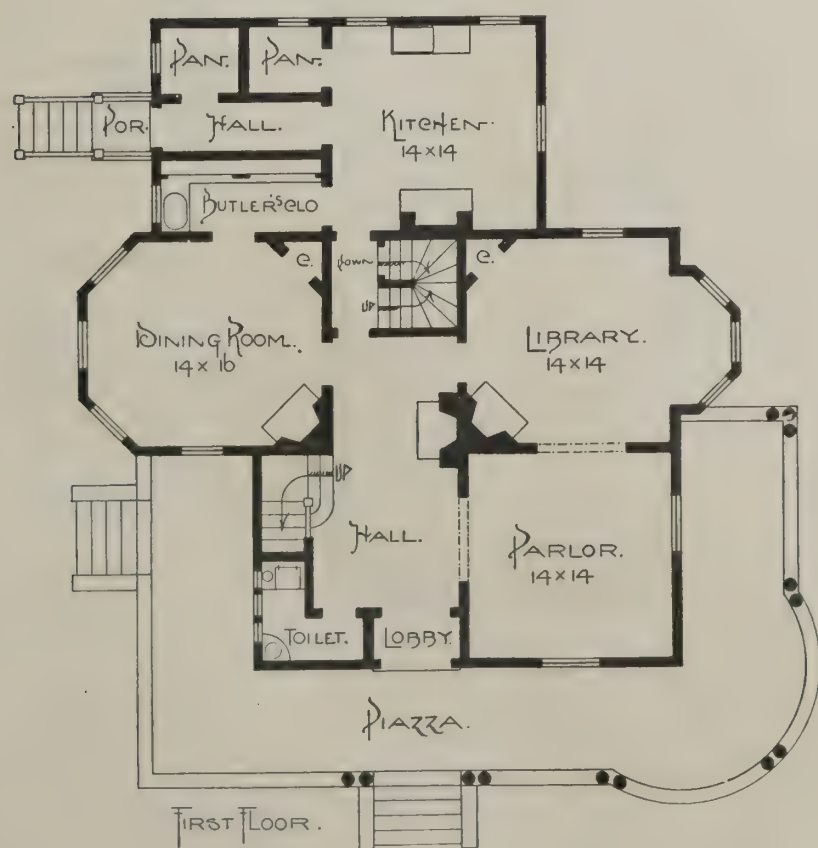 PAN.
PAN.
POR.
HALL.
KITCHEN.
14 x 14
BUTLER'S CLO
C.
DOWN
C.
UP
DINING ROOM.
14 x 16
LIBRARY.
14 x 14
UP
HALL.
PARLOR.
14 x 14
TOILET.
LOBBY.
PIAZZA.
FIRST FLOOR.